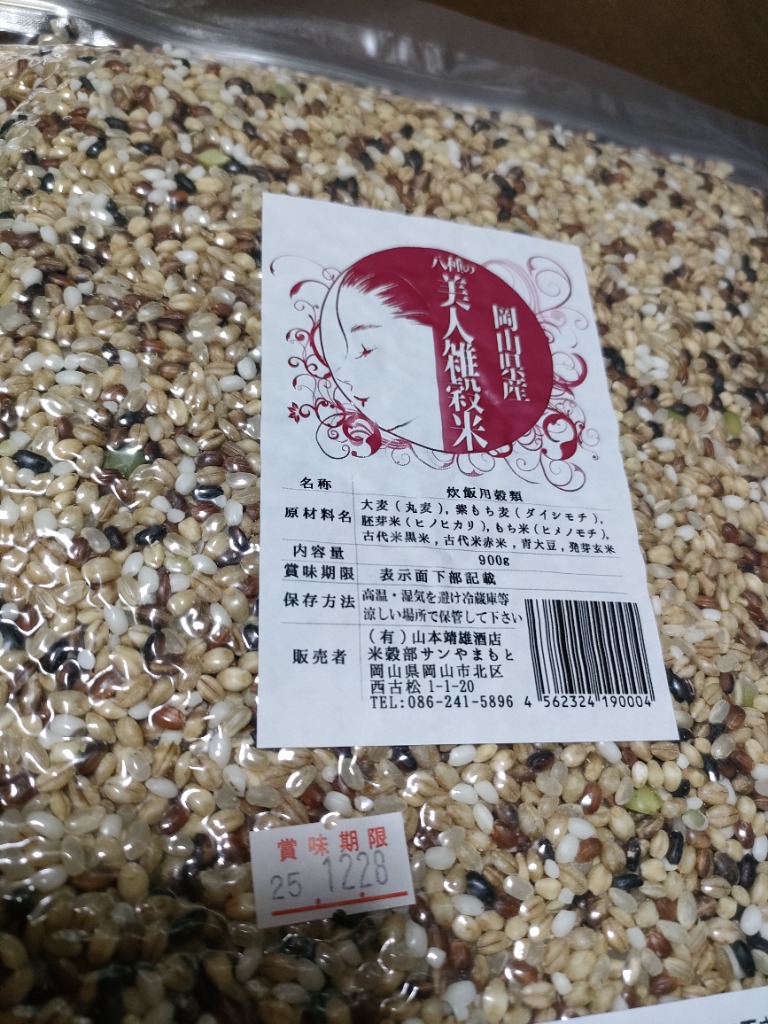 岡山県産
八種の
美人雑穀米
名称 炊飯用穀類
原材料名 大麦(丸麦),紫もち麦(ダイシモチ),
胚芽米(ヒノヒカリ),もち米(ヒメノモチ),
古代米黒米,古代米赤米,青大豆,発芽玄米
内容量 900g
賞味期限 表示面下部記載
保存方法 高温・湿気を避け冷蔵庫等
涼しい場所で保管して下さい
販売者 (有)山本靖雄酒店
米穀部サンやまもと
岡山県岡山市北区
西古松 1-1-20
TEL:086-241-5896
4 562324 190004
賞味期限
25.12.28